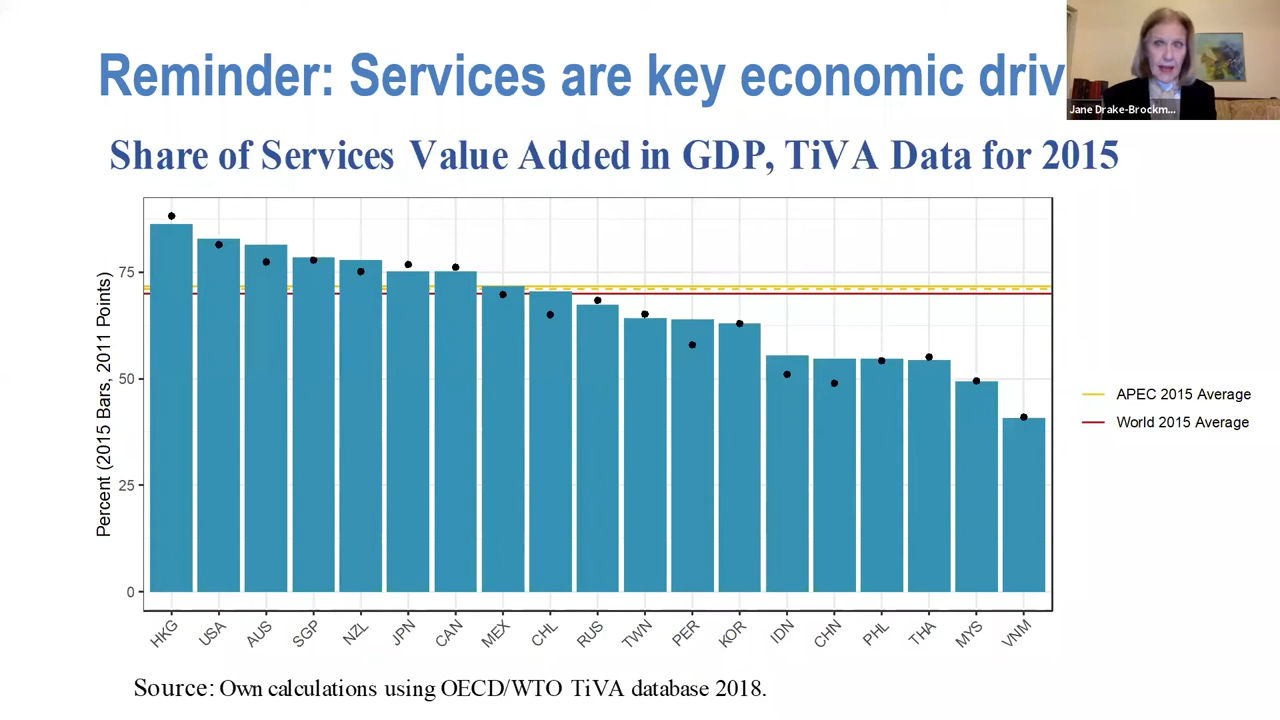 Reminder: Services are key economic driv
Jane Drake-Brockm...
Share of Services Value Added in GDP, TiVA Data for 2015
Percent (2015 Bars, 2011 Points)
75
50
25
0
HKG USA AUS SGP NZL JPN CAN MEX CHL RUS TWN PER KOR IDN CHN PHL THA MYS VNM
APEC 2015 Average
World 2015 Average
Source: Own calculations using OECD/WTO TiVA database 2018.